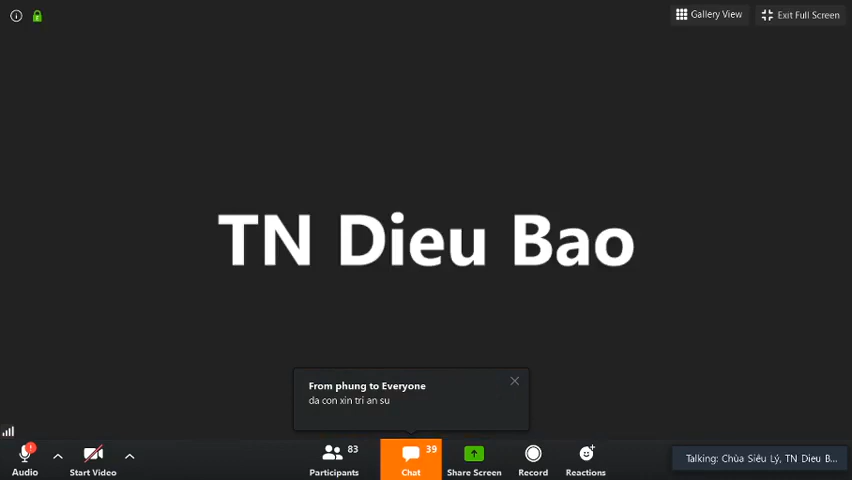 Gallery View
Exit Full Screen
TN Dieu Bao
From phung to Everyone
da con xin tri an su
Audio
Start Video
83
Participants
39
Chat
Share Screen
Record
Reactions
Talking: Chùa Siêu Lý, TN Dieu B...